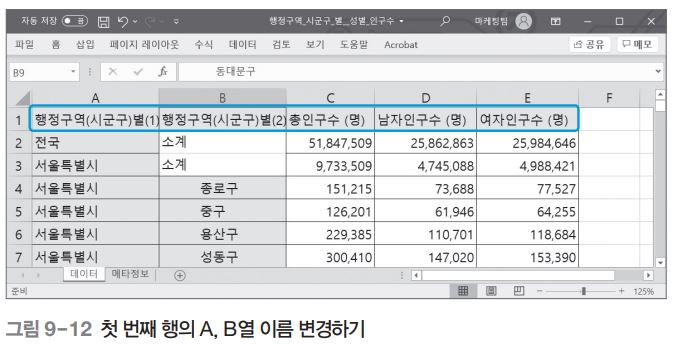 자동 저장 끔 행정구역_시군구_별__성별_인구수 마케팅팀
파일 홈 삽입 페이지 레이아웃 수식 데이터 검토 보기 도움말 Acrobat 공유 메모
B9 fx 동대문구
A B C D E F
1 행정구역(시군구)별(1) 행정구역(시군구)별(2) 총인구수 (명) 남자인구수 (명) 여자인구수 (명)
2 전국 소계 51,847,509 25,862,863 25,984,646
3 서울특별시 소계 9,733,509 4,745,088 4,988,421
4 서울특별시 종로구 151,215 73,688 77,527
5 서울특별시 중구 126,201 61,946 64,255
6 서울특별시 용산구 229,385 110,701 118,684
7 서울특별시 성동구 300,410 147,020 153,390
데이터 메타정보
준비 125%
그림 9-12 첫 번째 행의 A, B열 이름 변경하기